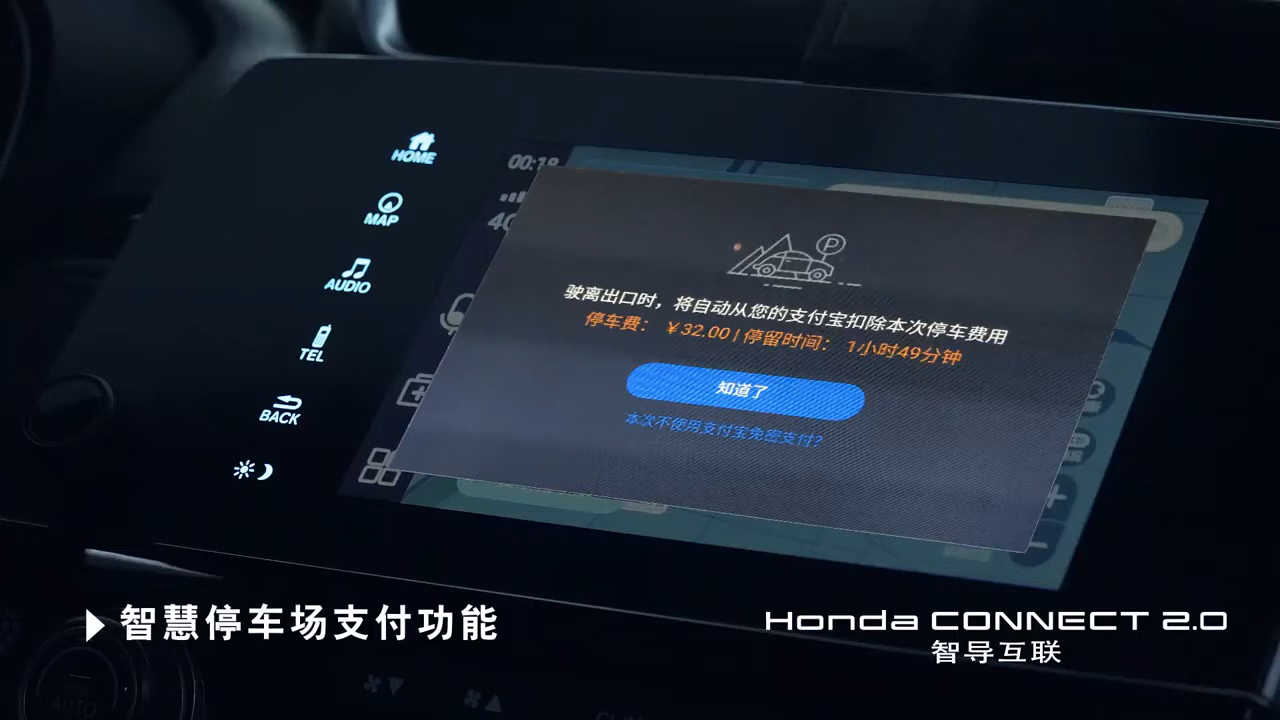 HOME
MAP
AUDIO
TEL
BACK
00:18
P
驶离出口时，将自动从您的支付宝扣除本次停车费用
停车费： ￥32.00 | 停留时间： 1小时49分钟
知道了
本次不使用支付宝免密支付?
智慧停车场支付功能
Honda CONNECT 2.0
智导互联
AUTO